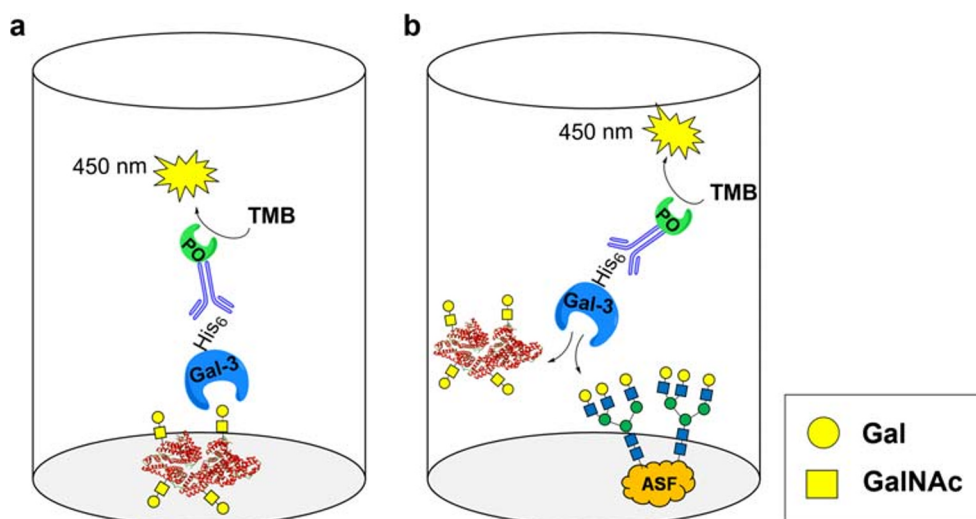 a
450 nm
TMB
PO
His6
Gal-3
b
450 nm
TMB
PO
His6
Gal-3
ASF
Gal
GalNAc